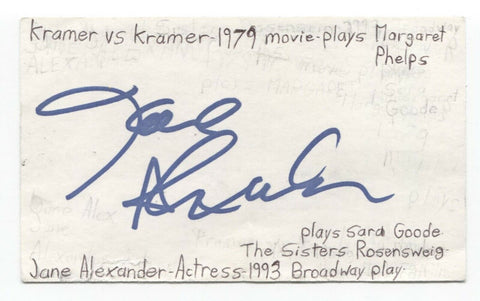 Kramer vs Kramer-1979 movie-plays Margaret
Phelps
Jane
Alexander
plays Sara Goode
The Sisters Rosensweig
Jane Alexander-Actress-1993 Broadway play